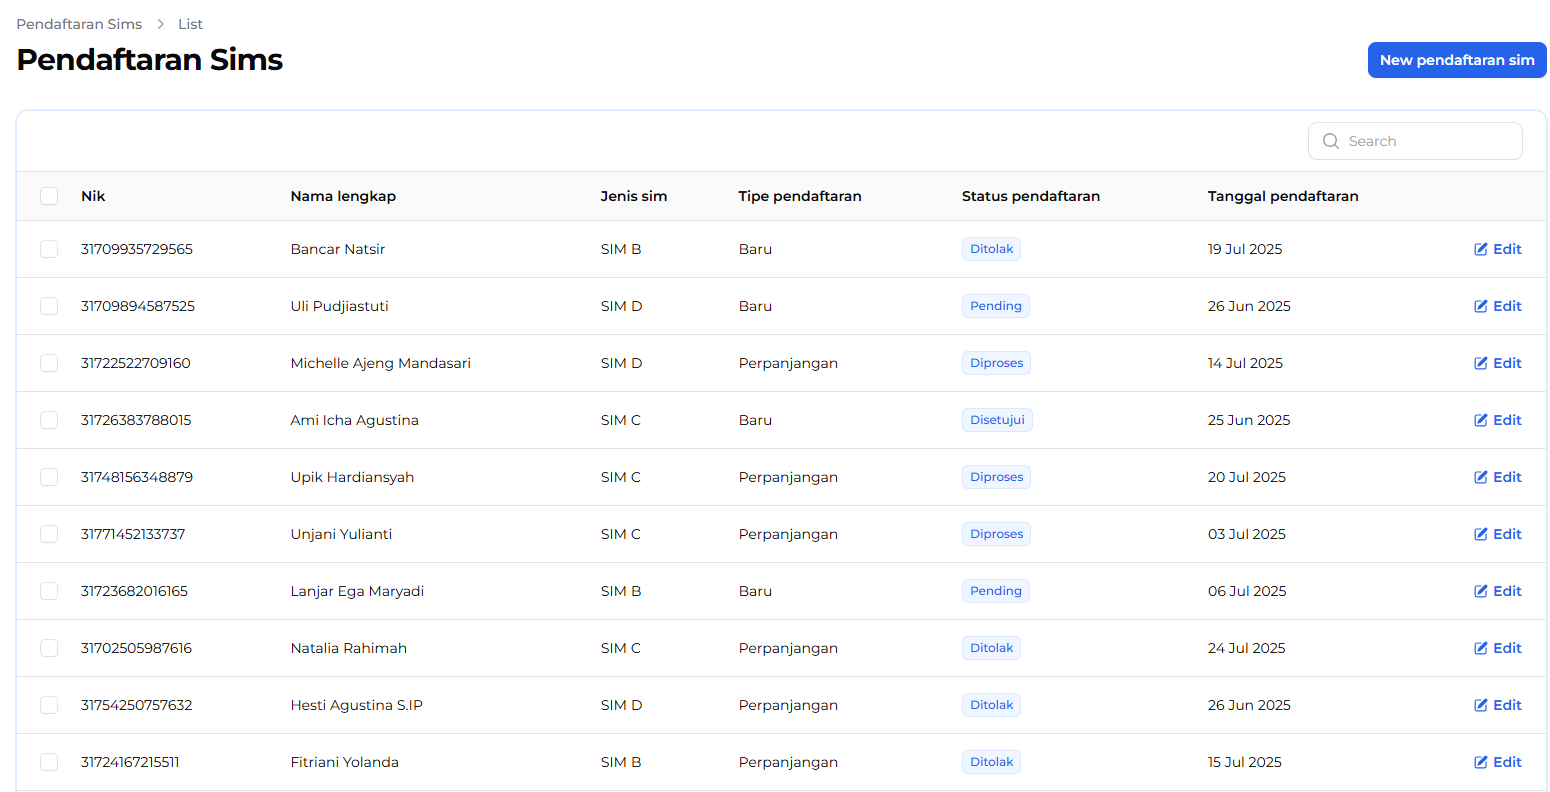 Pendaftaran Sims > List
Pendaftaran Sims
New pendaftaran sim
Search
Nik Nama lengkap Jenis sim Tipe pendaftaran Status pendaftaran Tanggal pendaftaran
31709935729565 Bancar Natsir SIM B Baru Ditolak 19 Jul 2025 Edit
31709894587525 Uli Pudjiastuti SIM D Baru Pending 26 Jun 2025 Edit
31722522709160 Michelle Ajeng Mandasari SIM D Perpanjangan Diproses 14 Jul 2025 Edit
31726383788015 Ami Icha Agustina SIM C Baru Disetujui 25 Jun 2025 Edit
31748156348879 Upik Hardiansyah SIM C Perpanjangan Diproses 20 Jul 2025 Edit
31771452133737 Unjani Yulianti SIM C Perpanjangan Diproses 03 Jul 2025 Edit
31723682016165 Lanjar Ega Maryadi SIM B Baru Pending 06 Jul 2025 Edit
31702505987616 Natalia Rahimah SIM C Perpanjangan Ditolak 24 Jul 2025 Edit
31754250757632 Hesti Agustina S.IP SIM D Perpanjangan Ditolak 26 Jun 2025 Edit
31724167215511 Fitriani Yolanda SIM B Perpanjangan Ditolak 15 Jul 2025 Edit